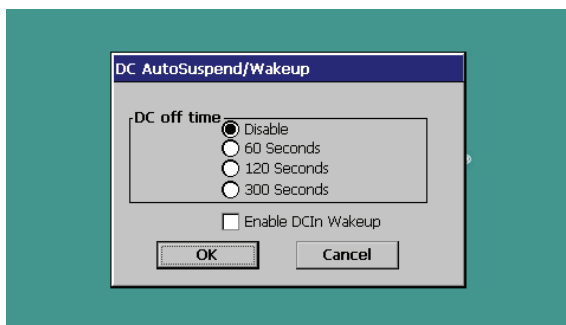 DC AutoSuspend/Wakeup
DC off time
Disable
60 Seconds
120 Seconds
300 Seconds
Enable DCIn Wakeup
OK Cancel
®